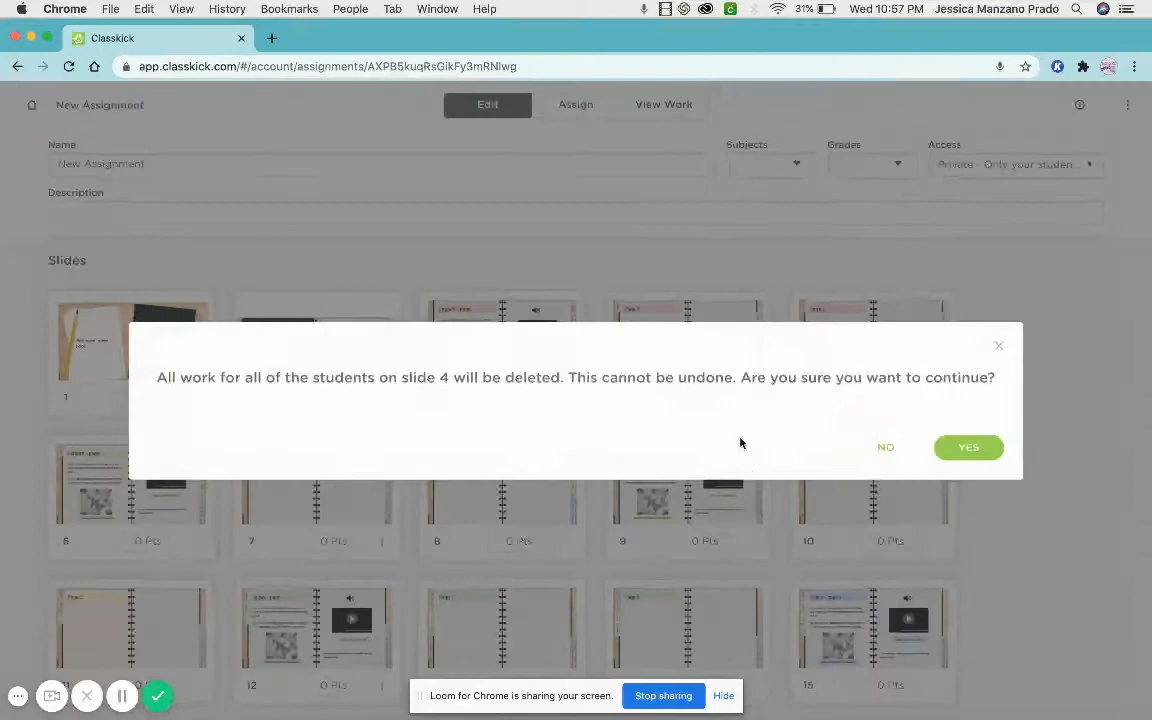 Chrome File Edit View History Bookmarks People Tab Window Help 31% Wed 10:57 PM Jessica Manzano Prado
Classkick
app.classkick.com/#/account/assignments/AXPB5kuqRsGikFy3mRNlwg
New Assignment Edit Assign View Work
Name Subjects Grades Access
New Assignment Private - Only your studen...
Description
Slides
1
All work for all of the students on slide 4 will be deleted. This cannot be undone. Are you sure you want to continue?
NO YES
6 0 Pts 7 0 Pts 8 0 Pts 9 0 Pts 10 0 Pts
12 0 Pts 15 0 Pts
Loom for Chrome is sharing your screen. Stop sharing Hide